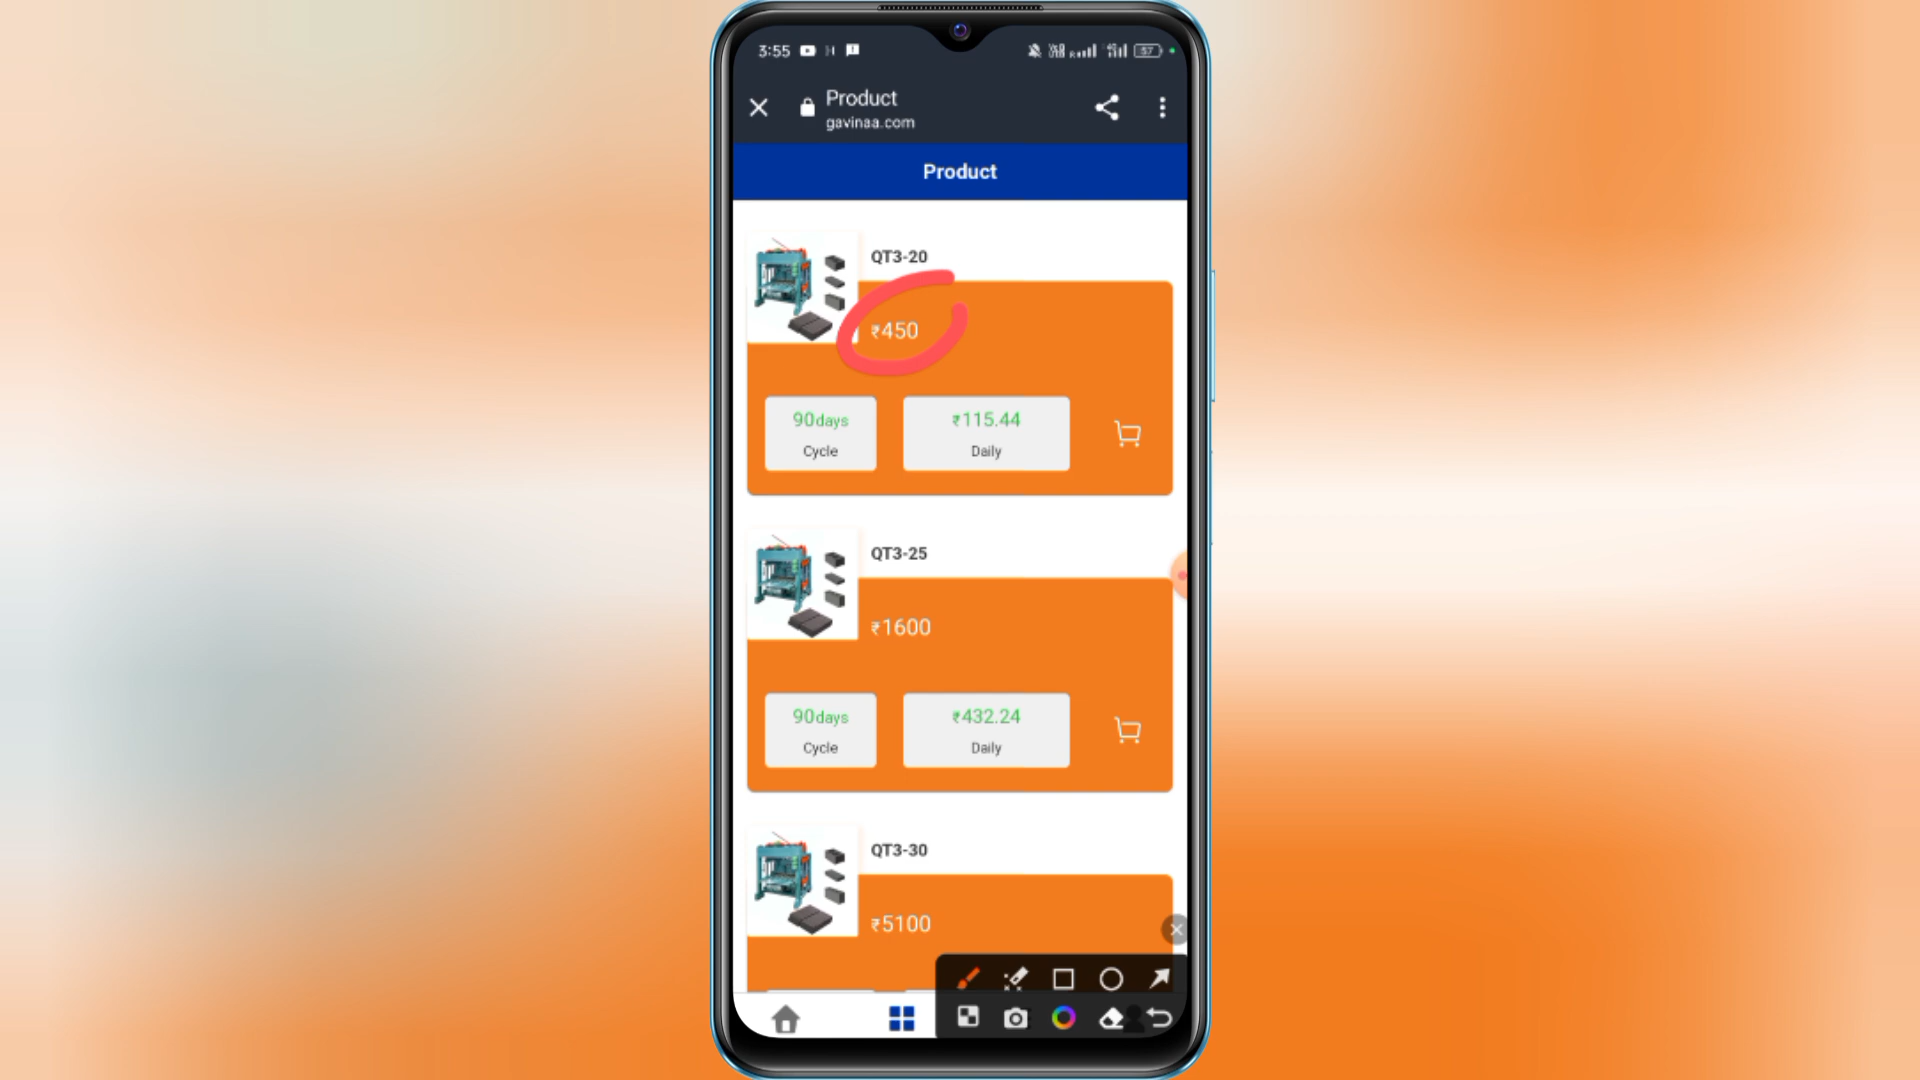 3:55
57
Product
gavinaa.com
Product
QT3-20
₹450
90days
₹115.44
Cycle
Daily
QT3-25
₹1600
90days
₹432.24
Cycle
Daily
QT3-30
₹5100